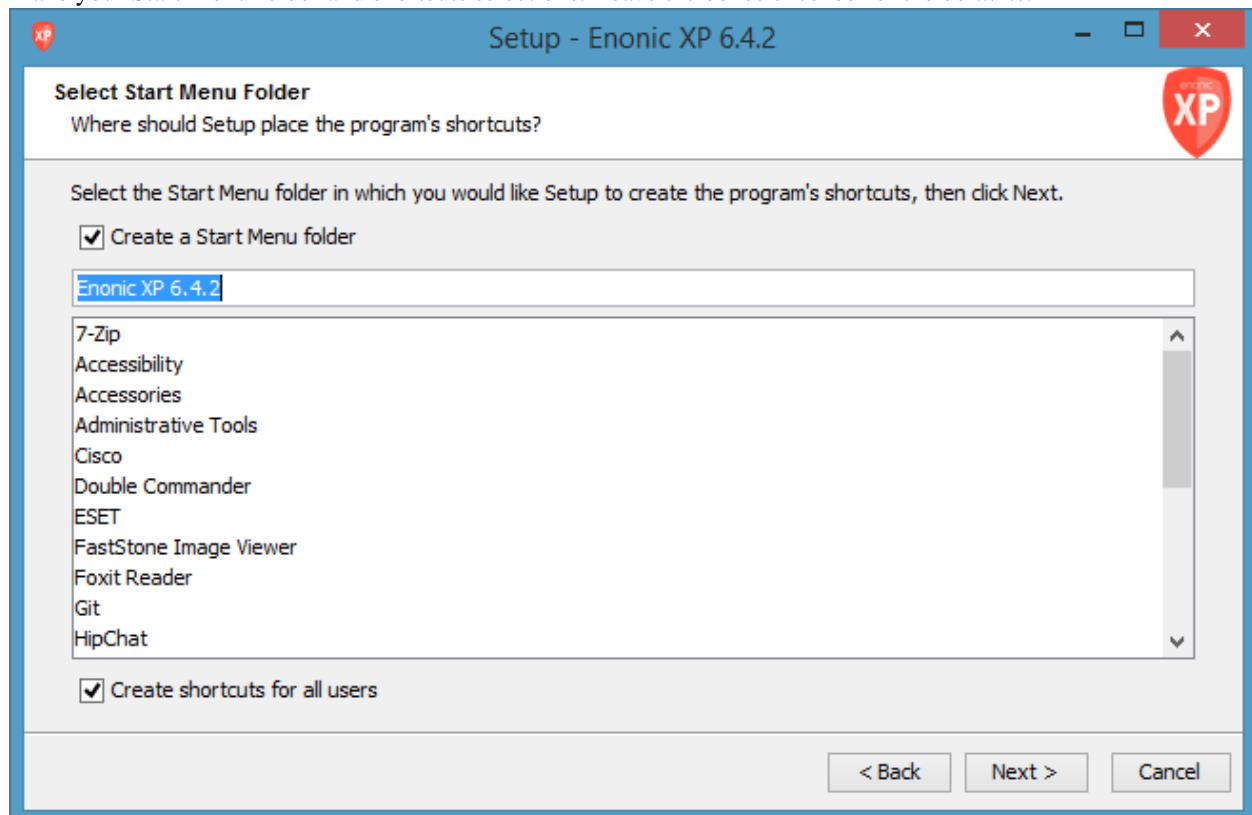 Setup - Enonic XP 6.4.2
XP
Select Start Menu Folder
Where should Setup place the program's shortcuts?
enonic
XP
Select the Start Menu folder in which you would like Setup to create the program's shortcuts, then click Next.
Create a Start Menu folder
Enonic XP 6.4.2
7-Zip
Accessibility
Accessories
Administrative Tools
Cisco
Double Commander
ESET
FastStone Image Viewer
Foxit Reader
Git
HipChat
Create shortcuts for all users
< Back
Next >
Cancel